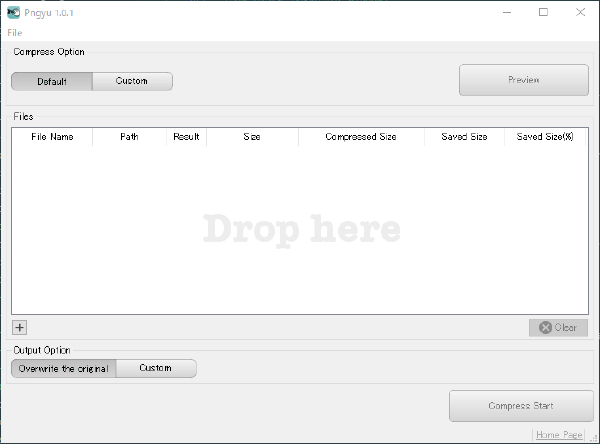 Pngyu 1.0.1
File
Compress Option
Default Custom Preview
Files
File Name Path Result Size Compressed Size Saved Size Saved Size(%)
Drop here
+ Clear
Output Option
Overwrite the original Custom
Compress Start
Home Page